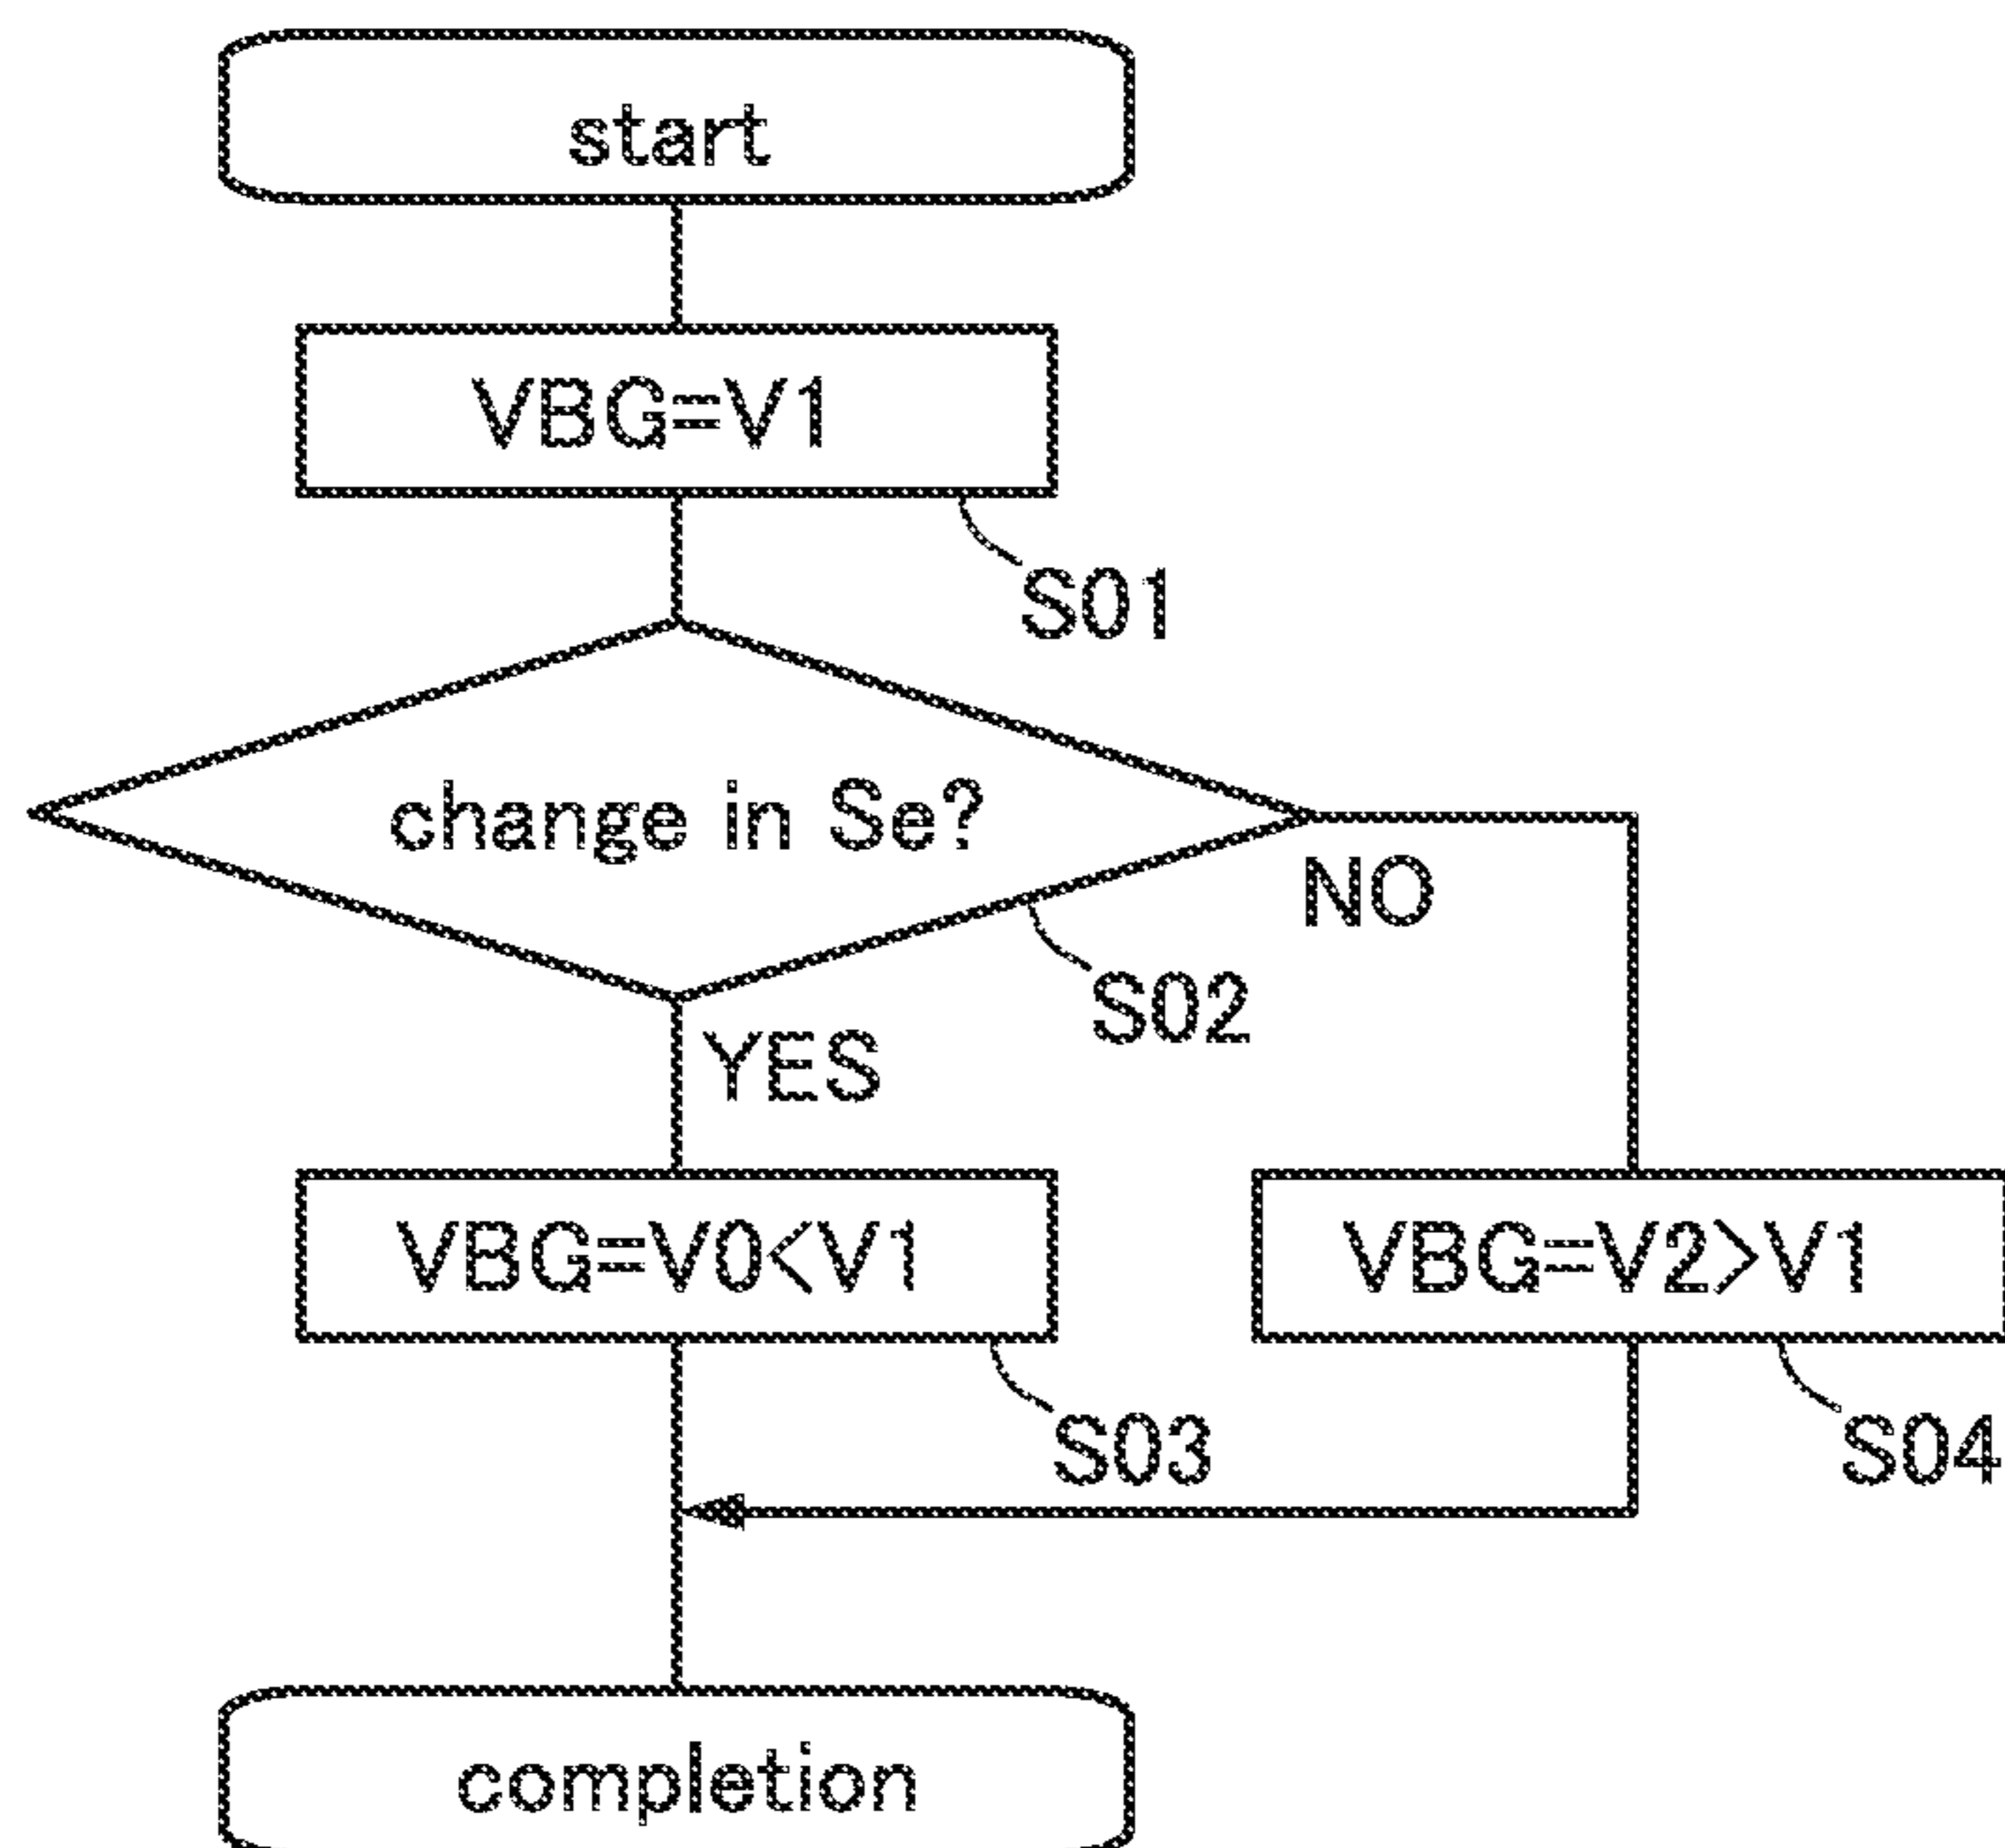 start
VBG=V1
S01
change in Se?
NO
S02
YES
VBG=V0<V1
VBG=V2>V1
S03
S04
completion